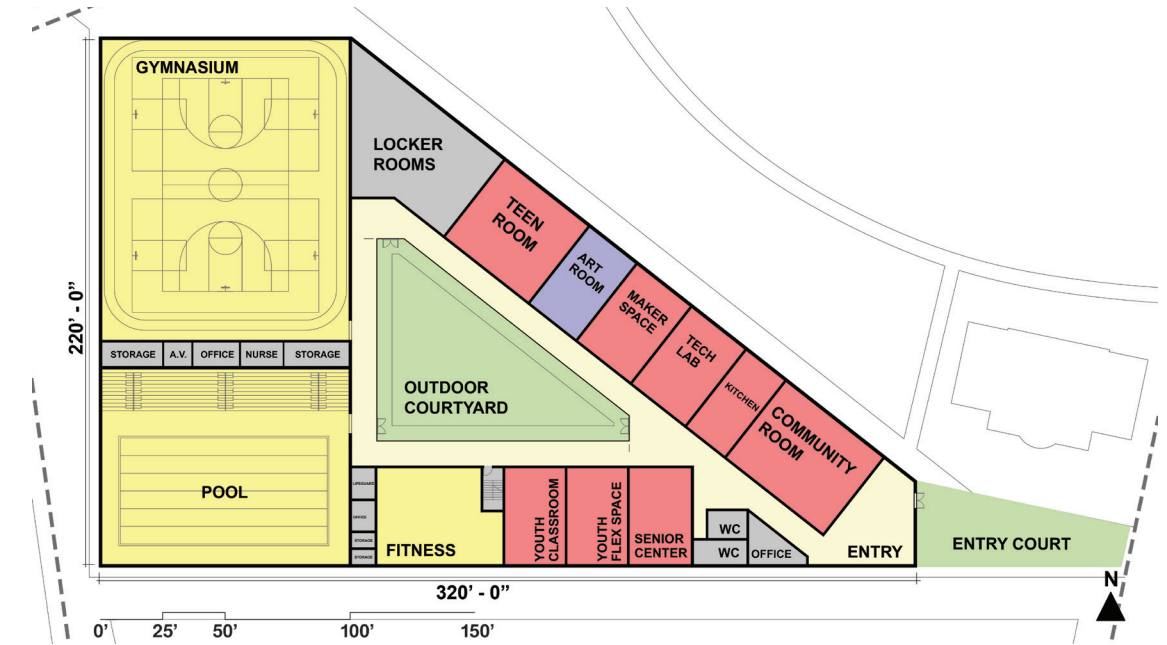 GYMNASIUM
LOCKER
ROOMS
TEEN
ROOM
ART
ROOM
MAKER
SPACE
TECH
LAB
KITCHEN
COMMUNITY
ROOM
220' - 0"
STORAGE
A.V.
OFFICE
NURSE
STORAGE
OUTDOOR
COURTYARD
POOL
LIFEGUARD
OFFICE
STORAGE
STORAGE
FITNESS
YOUTH
CLASSROOM
YOUTH
FLEX SPACE
SENIOR
CENTER
WC
WC
OFFICE
ENTRY
ENTRY COURT
N
320' - 0"
0'
25'
50'
100'
150'